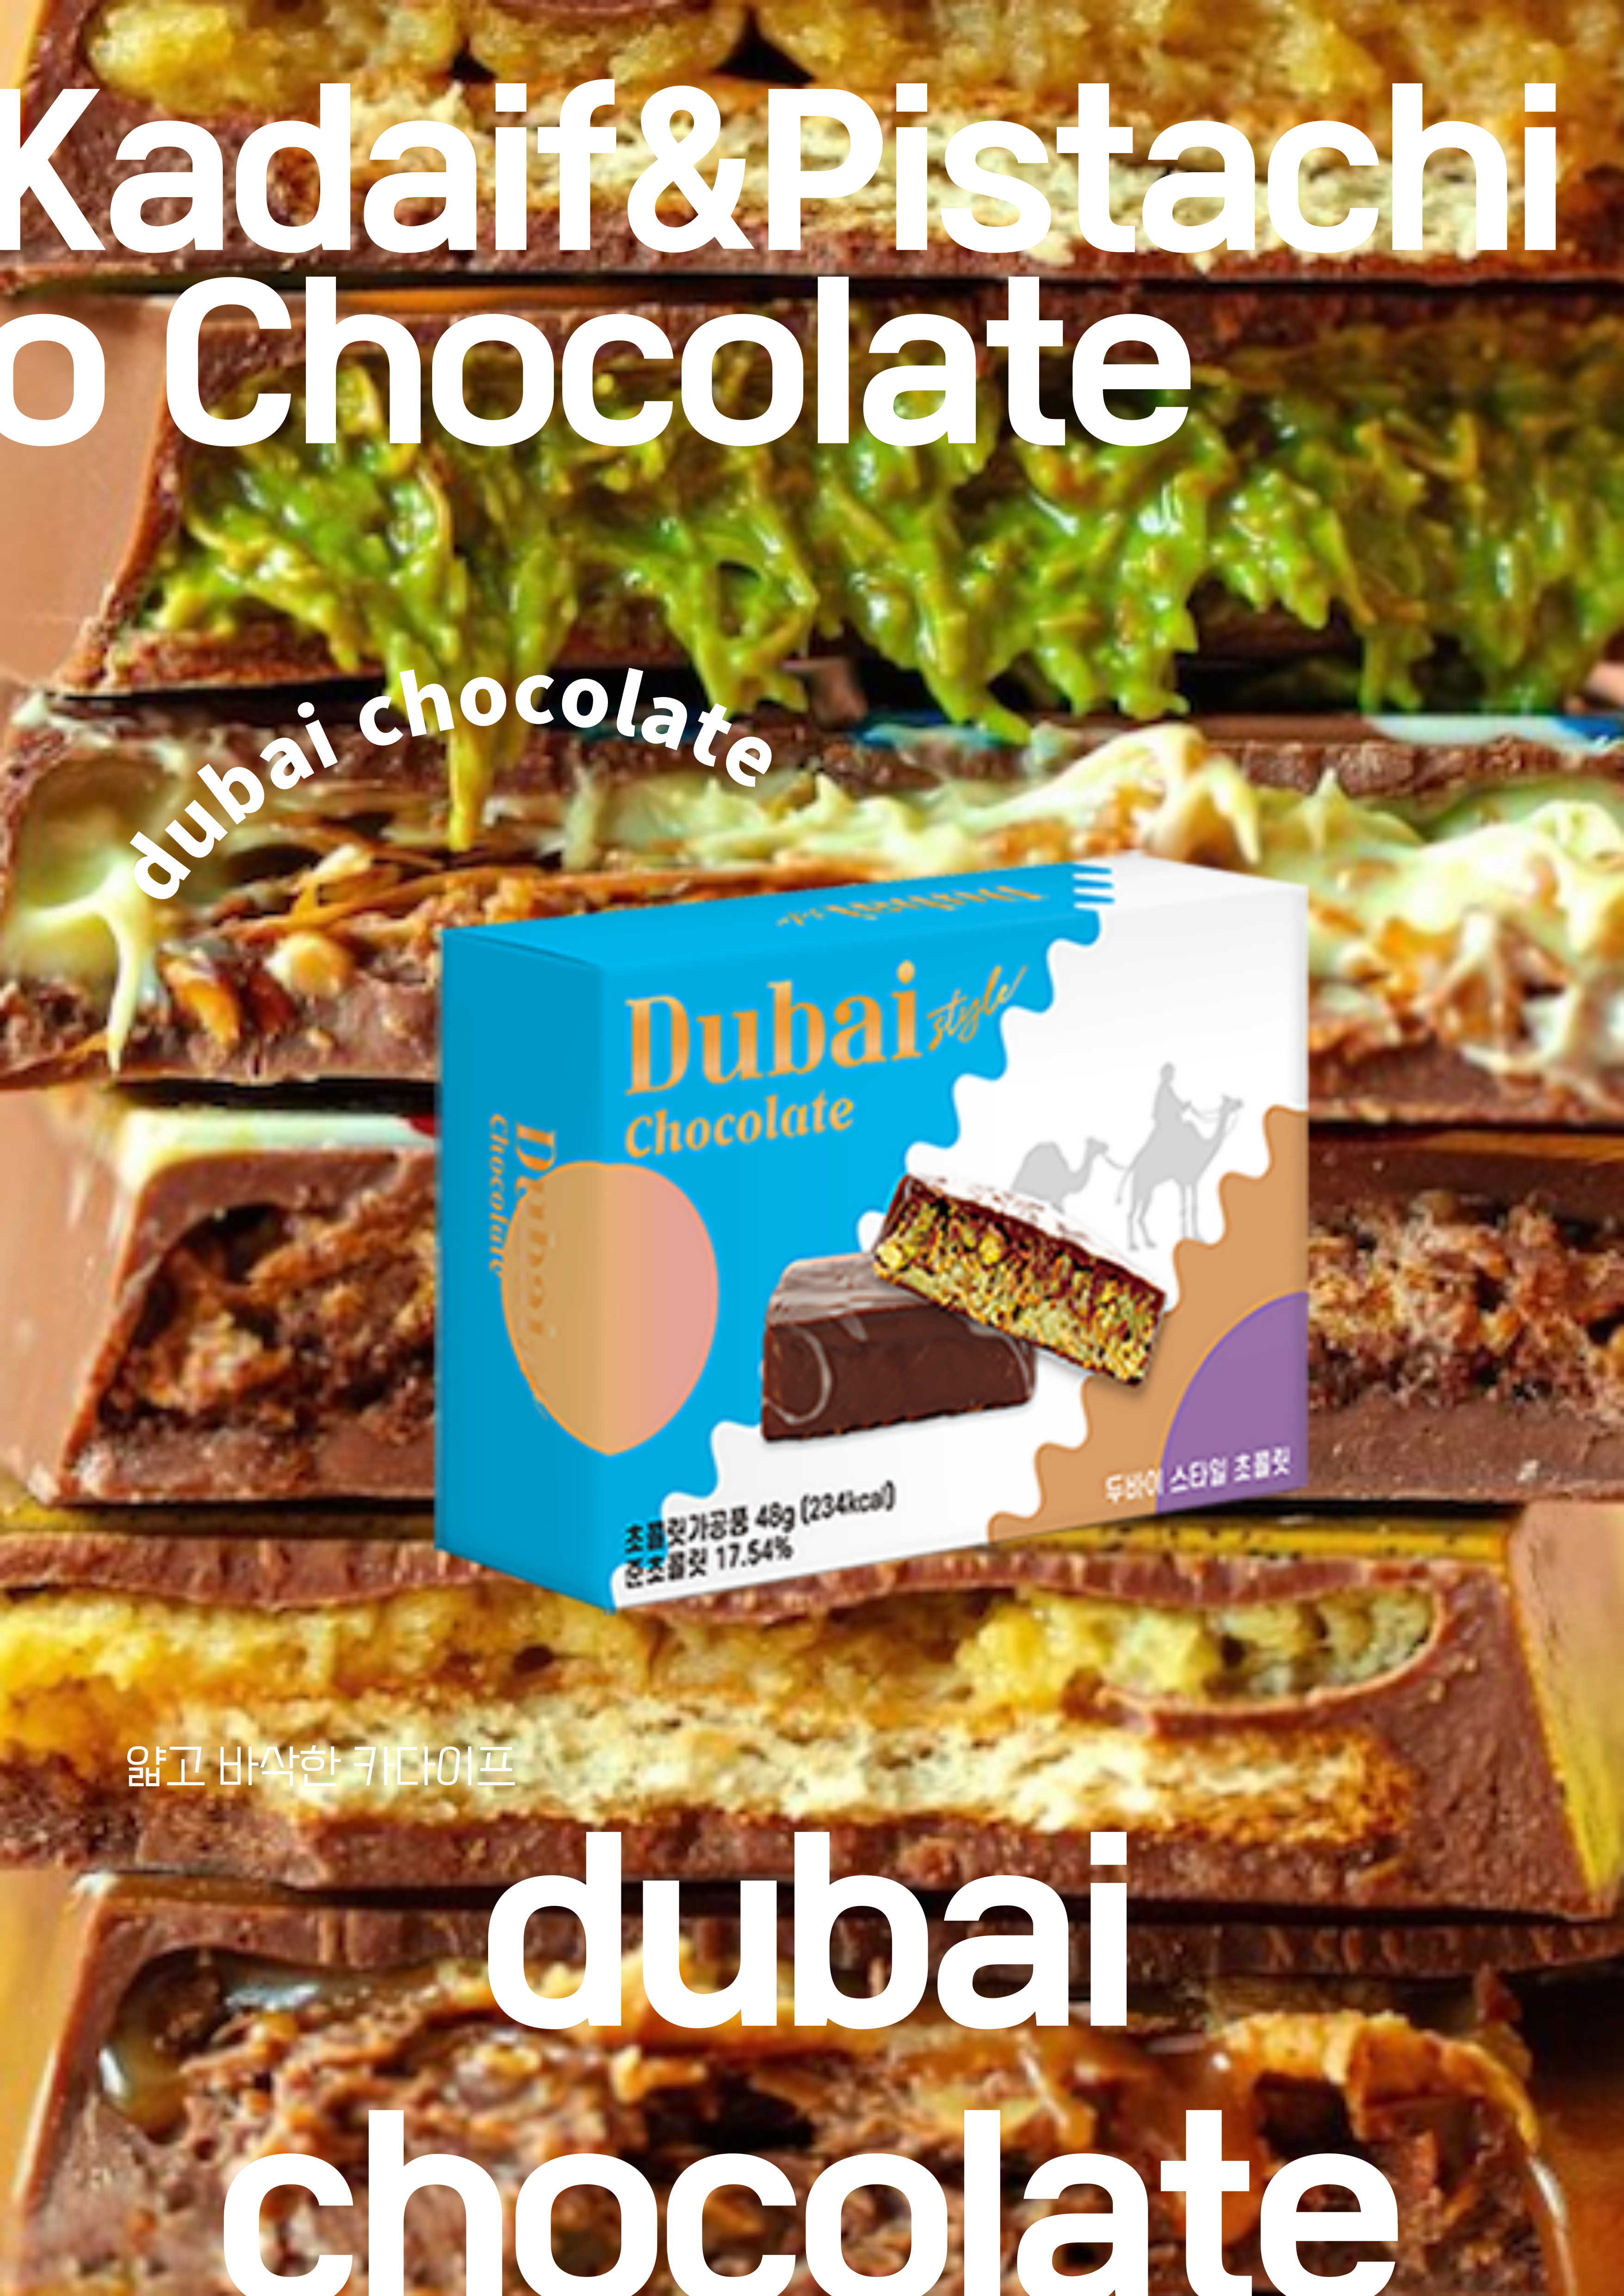 Kadaif&Pistachi
o Chocolate
dubai chocolate
Dubai style
Chocolate
Dubai
Chocolate
초콜릿가공품 48g (234kcal)
준초콜릿 17.54%
두바이 스타일 초콜릿
얇고 바삭한 카다이프
dubai
chocolate